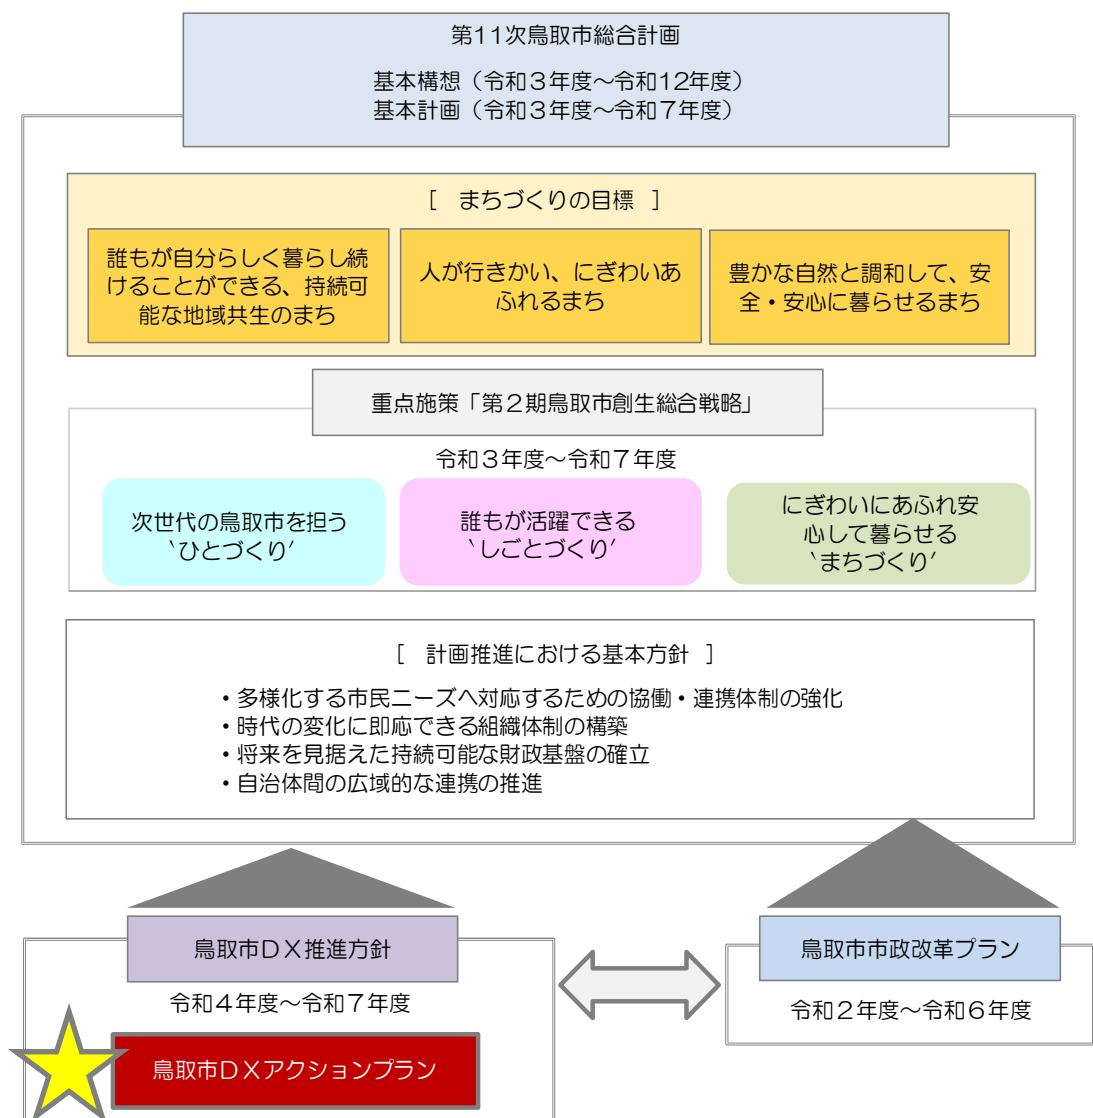 第11次鳥取市総合計画
基本構想（令和３年度～令和12年度）
基本計画（令和３年度～令和７年度）
［　まちづくりの目標　］
誰もが自分らしく暮らし続
けることができる、持続可
能な地域共生のまち
人が行きかい、にぎわいあ
ふれるまち
豊かな自然と調和して、安
全・安心に暮らせるまち
重点施策「第２期鳥取市創生総合戦略」
令和３年度～令和７年度
次世代の鳥取市を担う
‵ひとづくり′
誰もが活躍できる
‵しごとづくり′
にぎわいにあふれ安
心して暮らせる
‵まちづくり′
［　計画推進における基本方針　］
・多様化する市民ニーズへ対応するための協働・連携体制の強化
・時代の変化に即応できる組織体制の構築
・将来を見据えた持続可能な財政基盤の確立
・自治体間の広域的な連携の推進
鳥取市ＤＸ推進方針
令和４年度～令和７年度
鳥取市ＤＸアクションプラン
鳥取市市政改革プラン
令和２年度～令和６年度